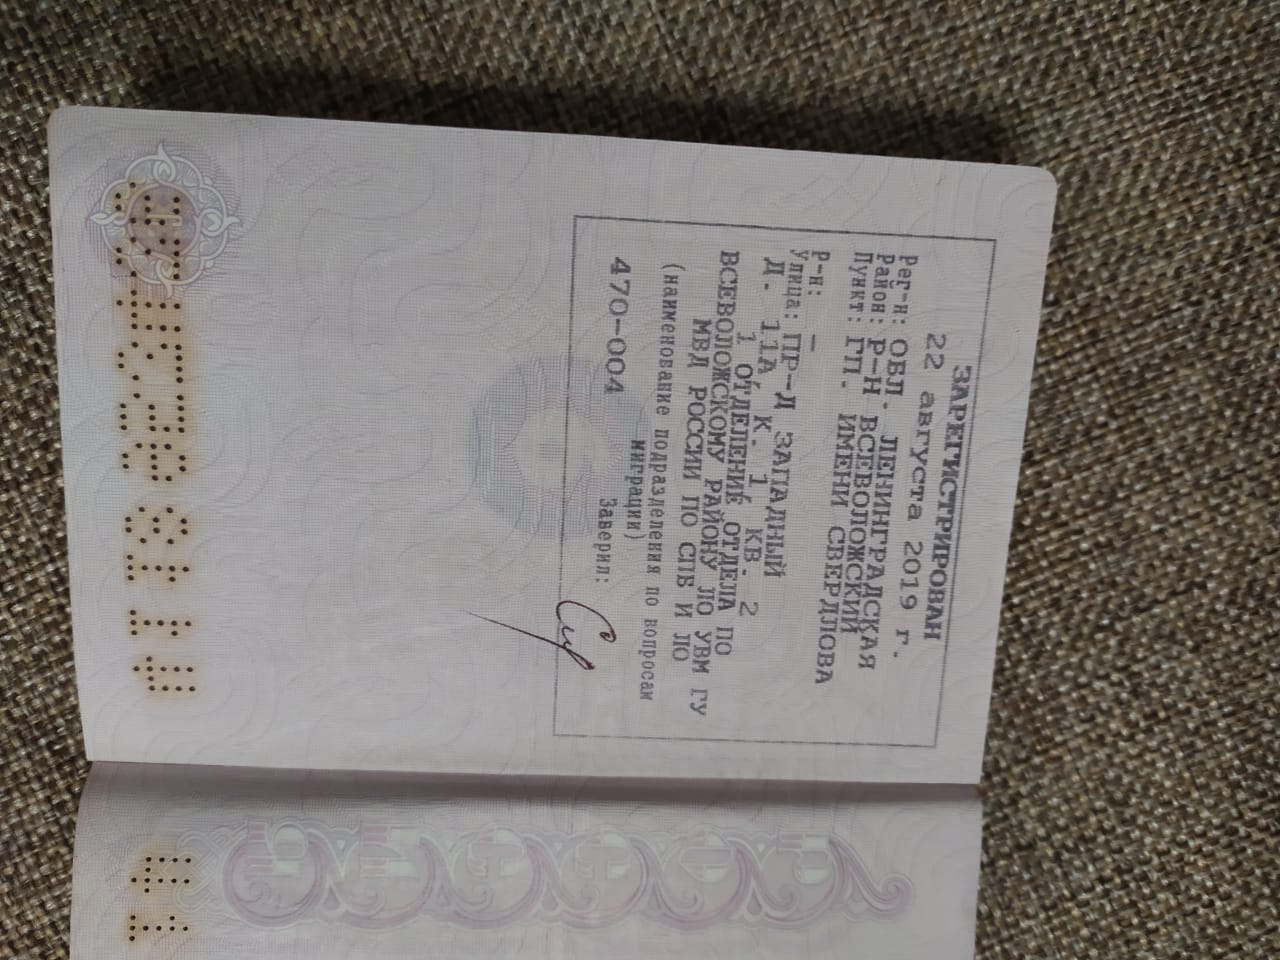 ЗАРЕГИСТРИРОВАН
22 августа 2019 г.
Рег-н: ОБЛ. ЛЕНИНГРАДСКАЯ
Район: Р-Н ВСЕВОЛОЖСКИЙ
Пункт: ГП. ИМЕНИ СВЕРДЛОВА
Р-н: –
Улица: ПР-Д ЗАПАДНЫЙ
Д. 11А, К. 1, КВ. 2
1 ОТДЕЛЕНИЕ ОТДЕЛА ПО
ВСЕВОЛОЖСКОМУ РАЙОНУ ЛО УВМ ГУ
МВД РОССИИ ПО СПБ И ЛО
(наименование подразделения по вопросам
миграции)
470-004 Заверил: